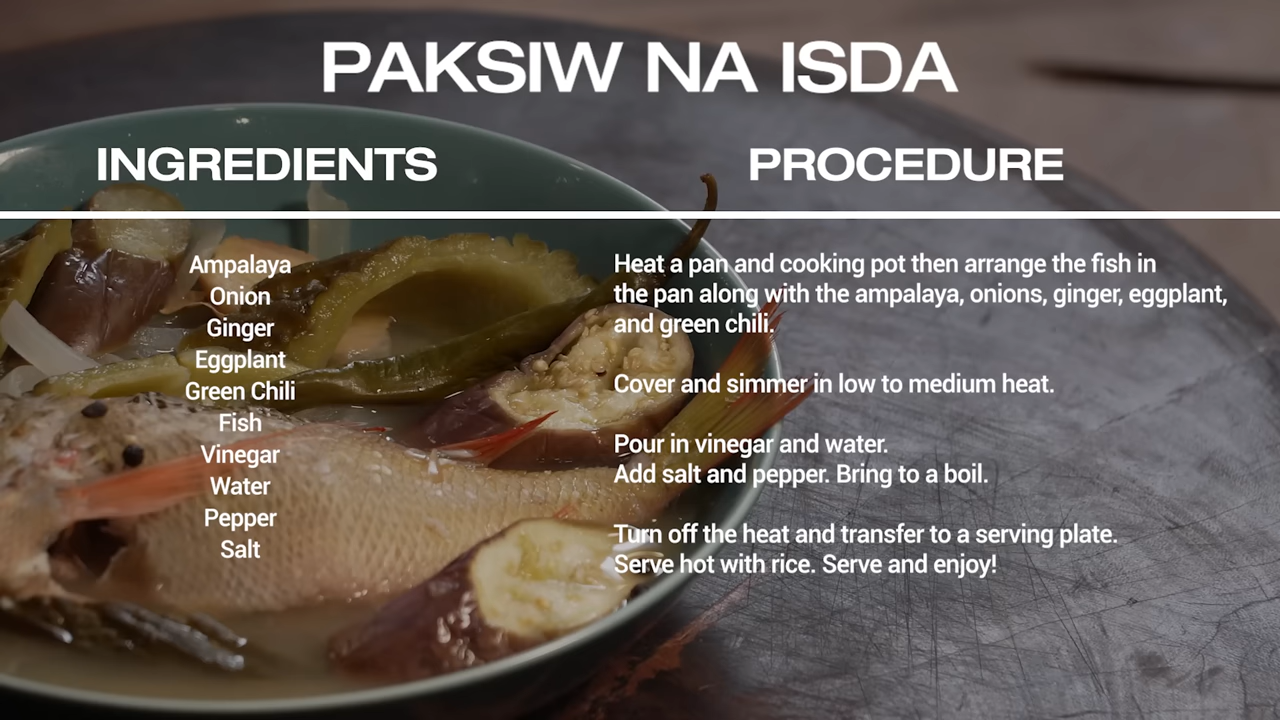 PAKSIW NA ISDA
INGREDIENTS
Ampalaya
Onion
Ginger
Eggplant
Green Chili
Fish
Vinegar
Water
Pepper
Salt
PROCEDURE
Heat a pan and cooking pot then arrange the fish in
the pan along with the ampalaya, onions, ginger, eggplant,
and green chili.
Cover and simmer in low to medium heat.
Pour in vinegar and water.
Add salt and pepper. Bring to a boil.
Turn off the heat and transfer to a serving plate.
Serve hot with rice. Serve and enjoy!